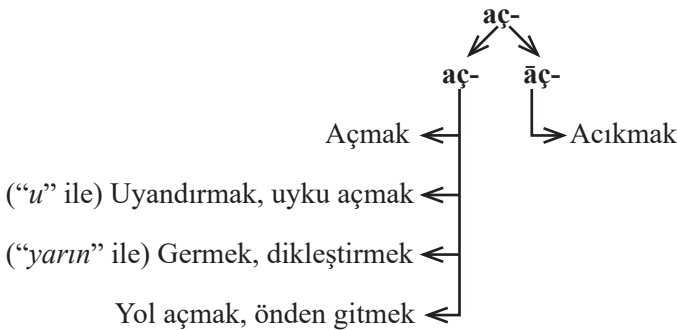 aç-
aç- āç-
Açmak Acıkmak
(“u” ile) Uyandırmak, uyku açmak
(“yarın” ile) Germek, dikleştirmek
Yol açmak, önden gitmek